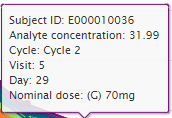 Subject ID: E000010036
Analyte concentration: 31.99
Cycle: Cycle 2
Visit: 5
Day: 29
Nominal dose: (G) 70mg